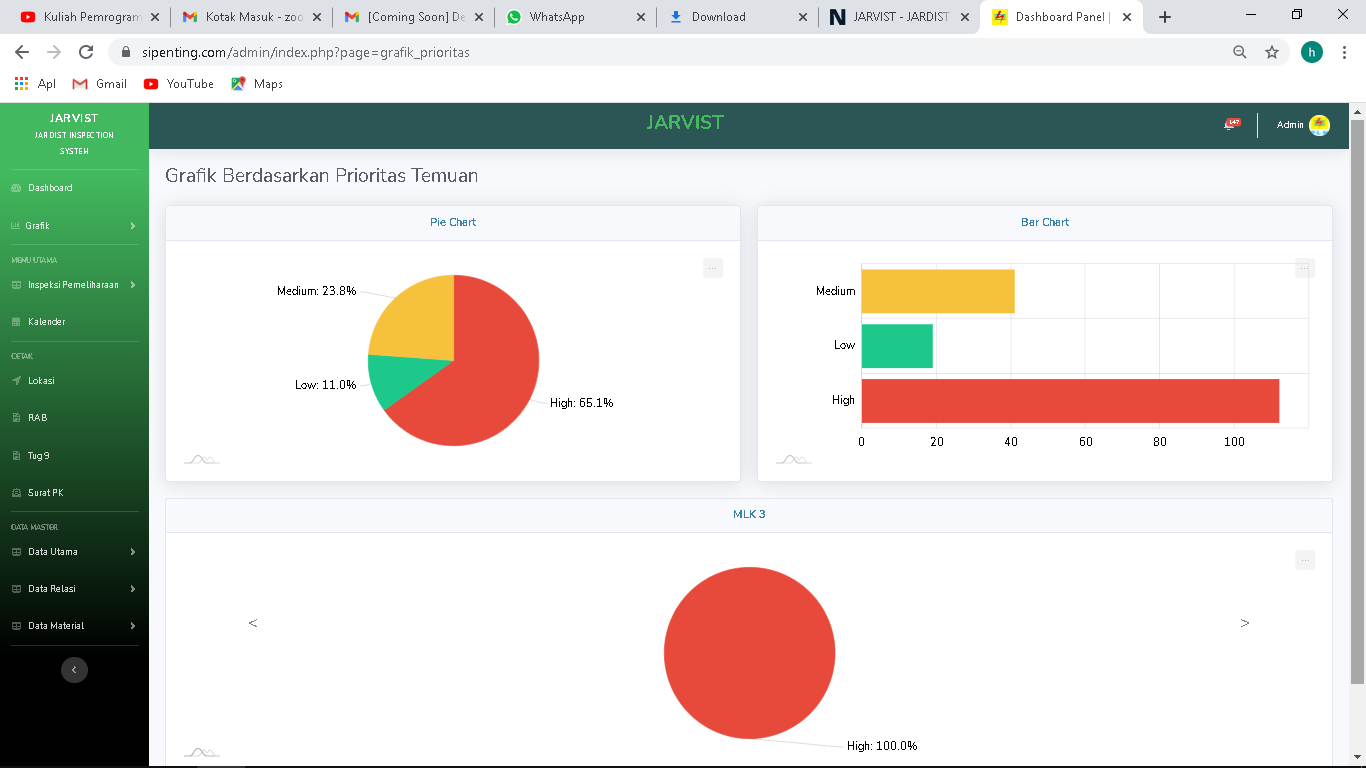 Kuliah Pemrogram
Kotak Masuk - zoo
[Coming Soon] De
WhatsApp
Download
JARVIST - JARDIST
Dashboard Panel |
sipenting.com/admin/index.php?page=grafik_prioritas
h
Apl
Gmail
YouTube
Maps
JARVIST
JARDIST INSPECTION
SYSTEM
JARVIST
147
Admin
Dashboard
Grafik
MENU UTAMA
Inspeksi Pemeliharaan
Kalender
CETAK
Lokasi
RAB
Tug 9
Surat PK
DATA MASTER
Data Utama
Data Relasi
Data Material
Grafik Berdasarkan Prioritas Temuan
Pie Chart
Medium: 23.8%
Low: 11.0%
High: 65.1%
Bar Chart
Medium
Low
High
0 20 40 60 80 100
MLK 3
<
>
High: 100.0%